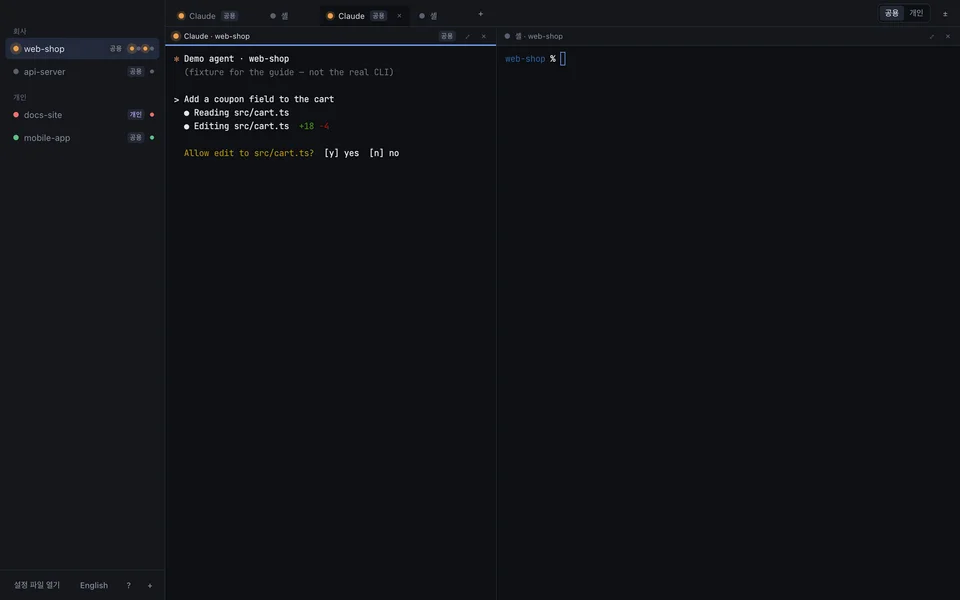 회사
web-shop 공용
api-server 공용
개인
docs-site 개인
mobile-app 공용
설정 파일 열기 English ? +
Claude 공용 셸 Claude 공용 × 셸 +
공용 개인 ±
Claude · web-shop 공용 ×
셸 · web-shop ×
* Demo agent · web-shop
(fixture for the guide — not the real CLI)
> Add a coupon field to the cart
● Reading src/cart.ts
● Editing src/cart.ts +18 -4
Allow edit to src/cart.ts? [y] yes [n] no
web-shop %